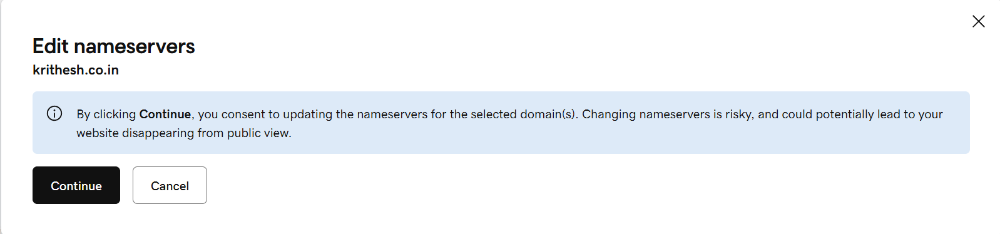 Edit nameservers
krithesh.co.in
By clicking Continue, you consent to updating the nameservers for the selected domain(s). Changing nameservers is risky, and could potentially lead to your
website disappearing from public view.
Continue Cancel